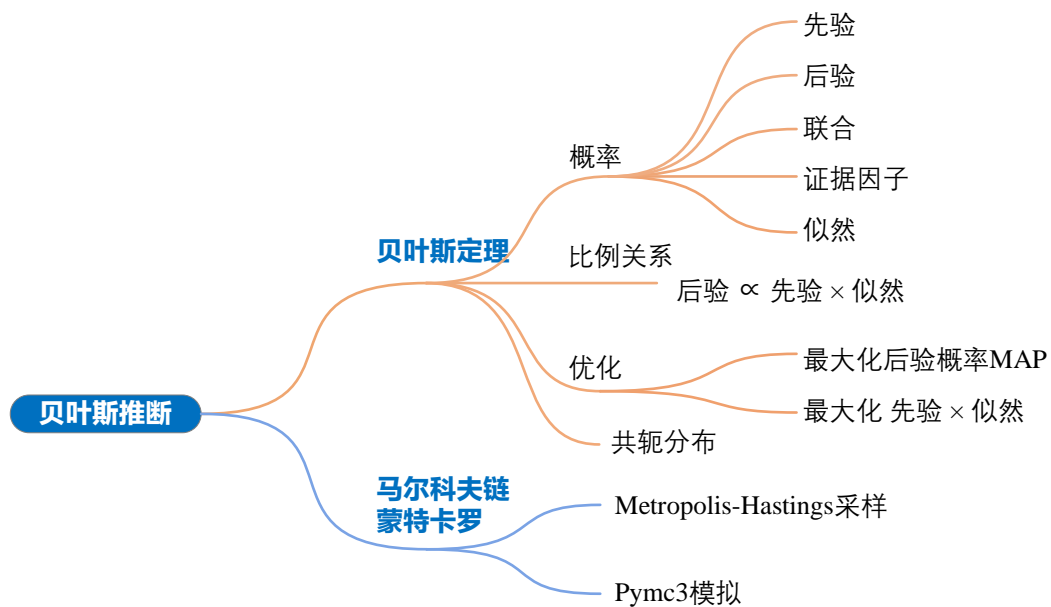 贝叶斯推断
贝叶斯定理
概率
先验
后验
联合
证据因子
似然
比例关系
后验 ∝ 先验 × 似然
优化
最大化后验概率MAP
最大化 先验 × 似然
共轭分布
马尔科夫链
蒙特卡罗
Metropolis-Hastings采样
Pymc3模拟